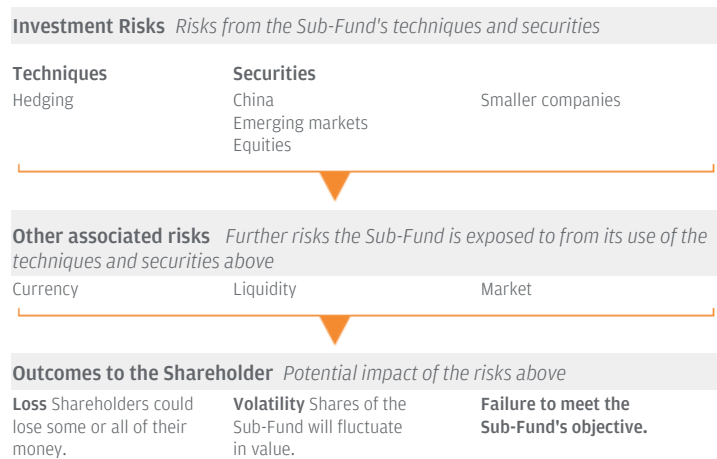 Investment Risks Risks from the Sub-Fund's techniques and securities
Techniques
Hedging
Securities
China
Emerging markets
Equities
Smaller companies
Other associated risks Further risks the Sub-Fund is exposed to from its use of the
techniques and securities above
Currency
Liquidity
Market
Outcomes to the Shareholder Potential impact of the risks above
Loss Shareholders could
lose some or all of their
money.
Volatility Shares of the
Sub-Fund will fluctuate
in value.
Failure to meet the
Sub-Fund's objective.